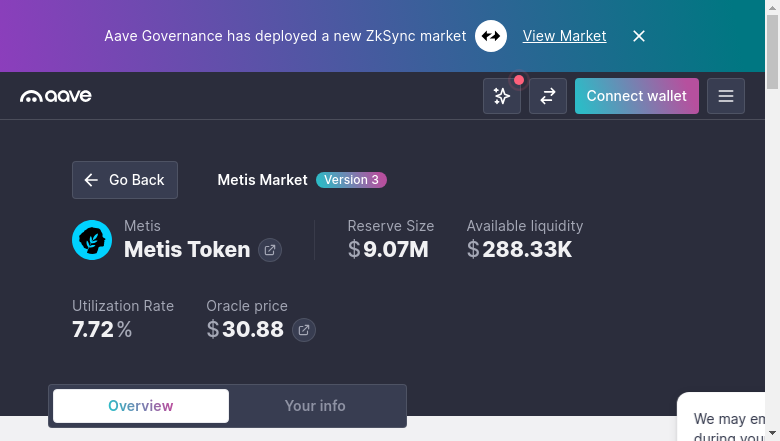 Aave Governance has deployed a new ZkSync market View Market
aave
Connect wallet
Go Back
Metis Market Version 3
Metis
Metis Token
Reserve Size
$9.07M
Available liquidity
$288.33K
Utilization Rate
7.72%
Oracle price
$30.88
Overview
Your info
We may em
during you